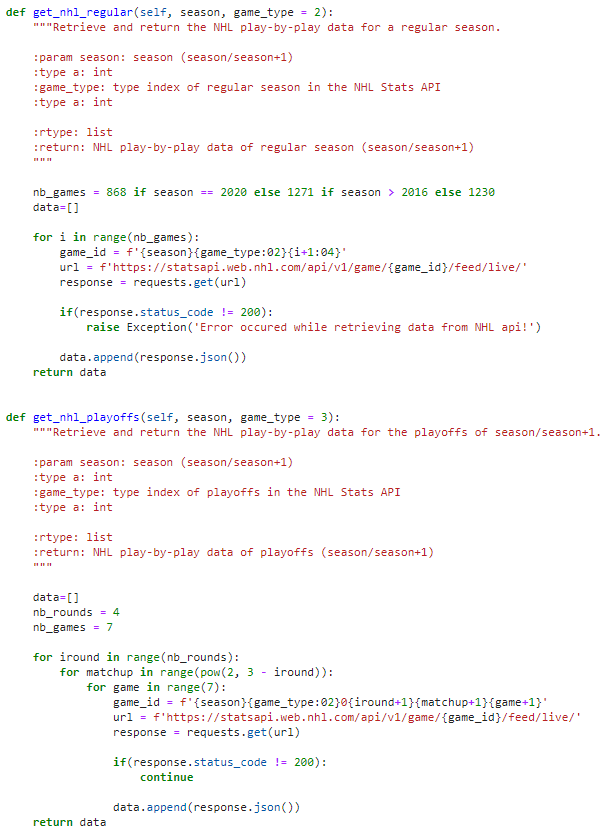 def get_nhl_regular(self, season, game_type = 2):
    """Retrieve and return the NHL play-by-play data for a regular season.

    :param season: season (season/season+1)
    :type a: int
    :game_type: type index of regular season in the NHL Stats API
    :type a: int

    :rtype: list
    :return: NHL play-by-play data of regular season (season/season+1)
    """

    nb_games = 868 if season == 2020 else 1271 if season > 2016 else 1230
    data=[]

    for i in range(nb_games):
        game_id = f'{season}{game_type:02}{i+1:04}'
        url = f'https://statsapi.web.nhl.com/api/v1/game/{game_id}/feed/live/'
        response = requests.get(url)

        if(response.status_code != 200):
            raise Exception('Error occured while retrieving data from NHL api!')

        data.append(response.json())
    return data


def get_nhl_playoffs(self, season, game_type = 3):
    """Retrieve and return the NHL play-by-play data for the playoffs of season/season+1.

    :param season: season (season/season+1)
    :type a: int
    :game_type: type index of playoffs in the NHL Stats API
    :type a: int

    :rtype: list
    :return: NHL play-by-play data of playoffs (season/season+1)
    """

    data=[]
    nb_rounds = 4
    nb_games = 7

    for iround in range(nb_rounds):
        for matchup in range(pow(2, 3 - iround)):
            for game in range(7):
                game_id = f'{season}{game_type:02}0{iround+1}{matchup+1}{game+1}'
                url = f'https://statsapi.web.nhl.com/api/v1/game/{game_id}/feed/live/'
                response = requests.get(url)

                if(response.status_code != 200):
                    continue

                data.append(response.json())
    return data